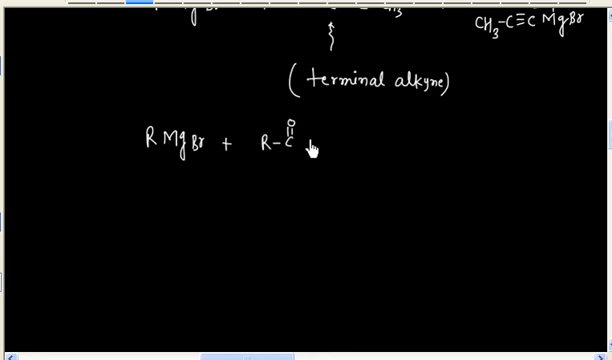 CH₃-C≡C MgBr
(terminal alkyne)
O
RMgBr + R-C